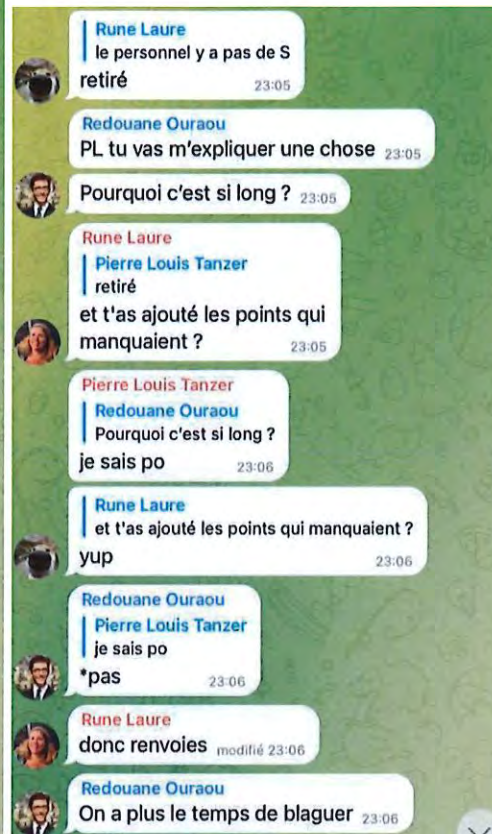 Rune Laure
le personnel y a pas de S
retiré 23:05
Redouane Ouraou
PL tu vas m'expliquer une chose 23:05
Pourquoi c'est si long ? 23:05
Rune Laure
Pierre Louis Tanzer
retiré
et t'as ajouté les points qui
manquaient ? 23:05
Pierre Louis Tanzer
Redouane Ouraou
Pourquoi c'est si long ?
je sais po 23:06
Rune Laure
et t'as ajouté les points qui manquaient ?
yup 23:06
Redouane Ouraou
Pierre Louis Tanzer
je sais po
*pas 23:06
Rune Laure
donc renvoies modifié 23:06
Redouane Ouraou
On a plus le temps de blaguer 23:06